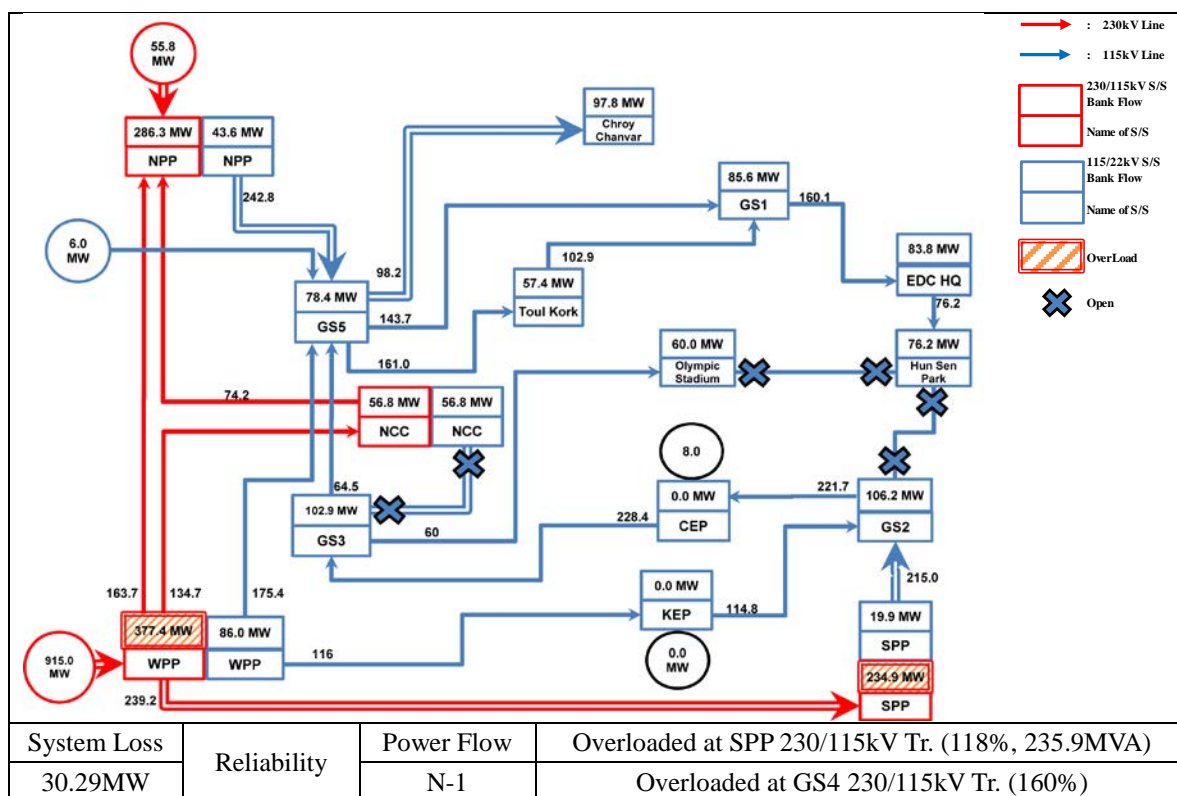 : 230kV Line
: 115kV Line
230/115kV S/S
Bank Flow
Name of S/S
115/22kV S/S
Bank Flow
Name of S/S
OverLoad
Open
55.8
MW
286.3 MW
NPP
43.6 MW
NPP
242.8
97.8 MW
Chroy
Chanvar
85.6 MW
GS1
160.1
6.0
MW
98.2
102.9
83.8 MW
EDC HQ
76.2
78.4 MW
GS5
143.7
57.4 MW
Toul Kork
161.0
60.0 MW
Olympic
Stadium
76.2 MW
Hun Sen
Park
74.2
56.8 MW
NCC
56.8 MW
NCC
64.5
102.9 MW
GS3
60
228.4
8.0
0.0 MW
CEP
221.7
106.2 MW
GS2
163.7
134.7
175.4
0.0 MW
KEP
114.8
215.0
0.0
MW
915.0
MW
377.4 MW
WPP
86.0 MW
WPP
116
239.2
19.9 MW
SPP
234.9 MW
SPP
System Loss
30.29MW
Reliability
Power Flow
Overloaded at SPP 230/115kV Tr. (118%, 235.9MVA)
N-1
Overloaded at GS4 230/115kV Tr. (160%)